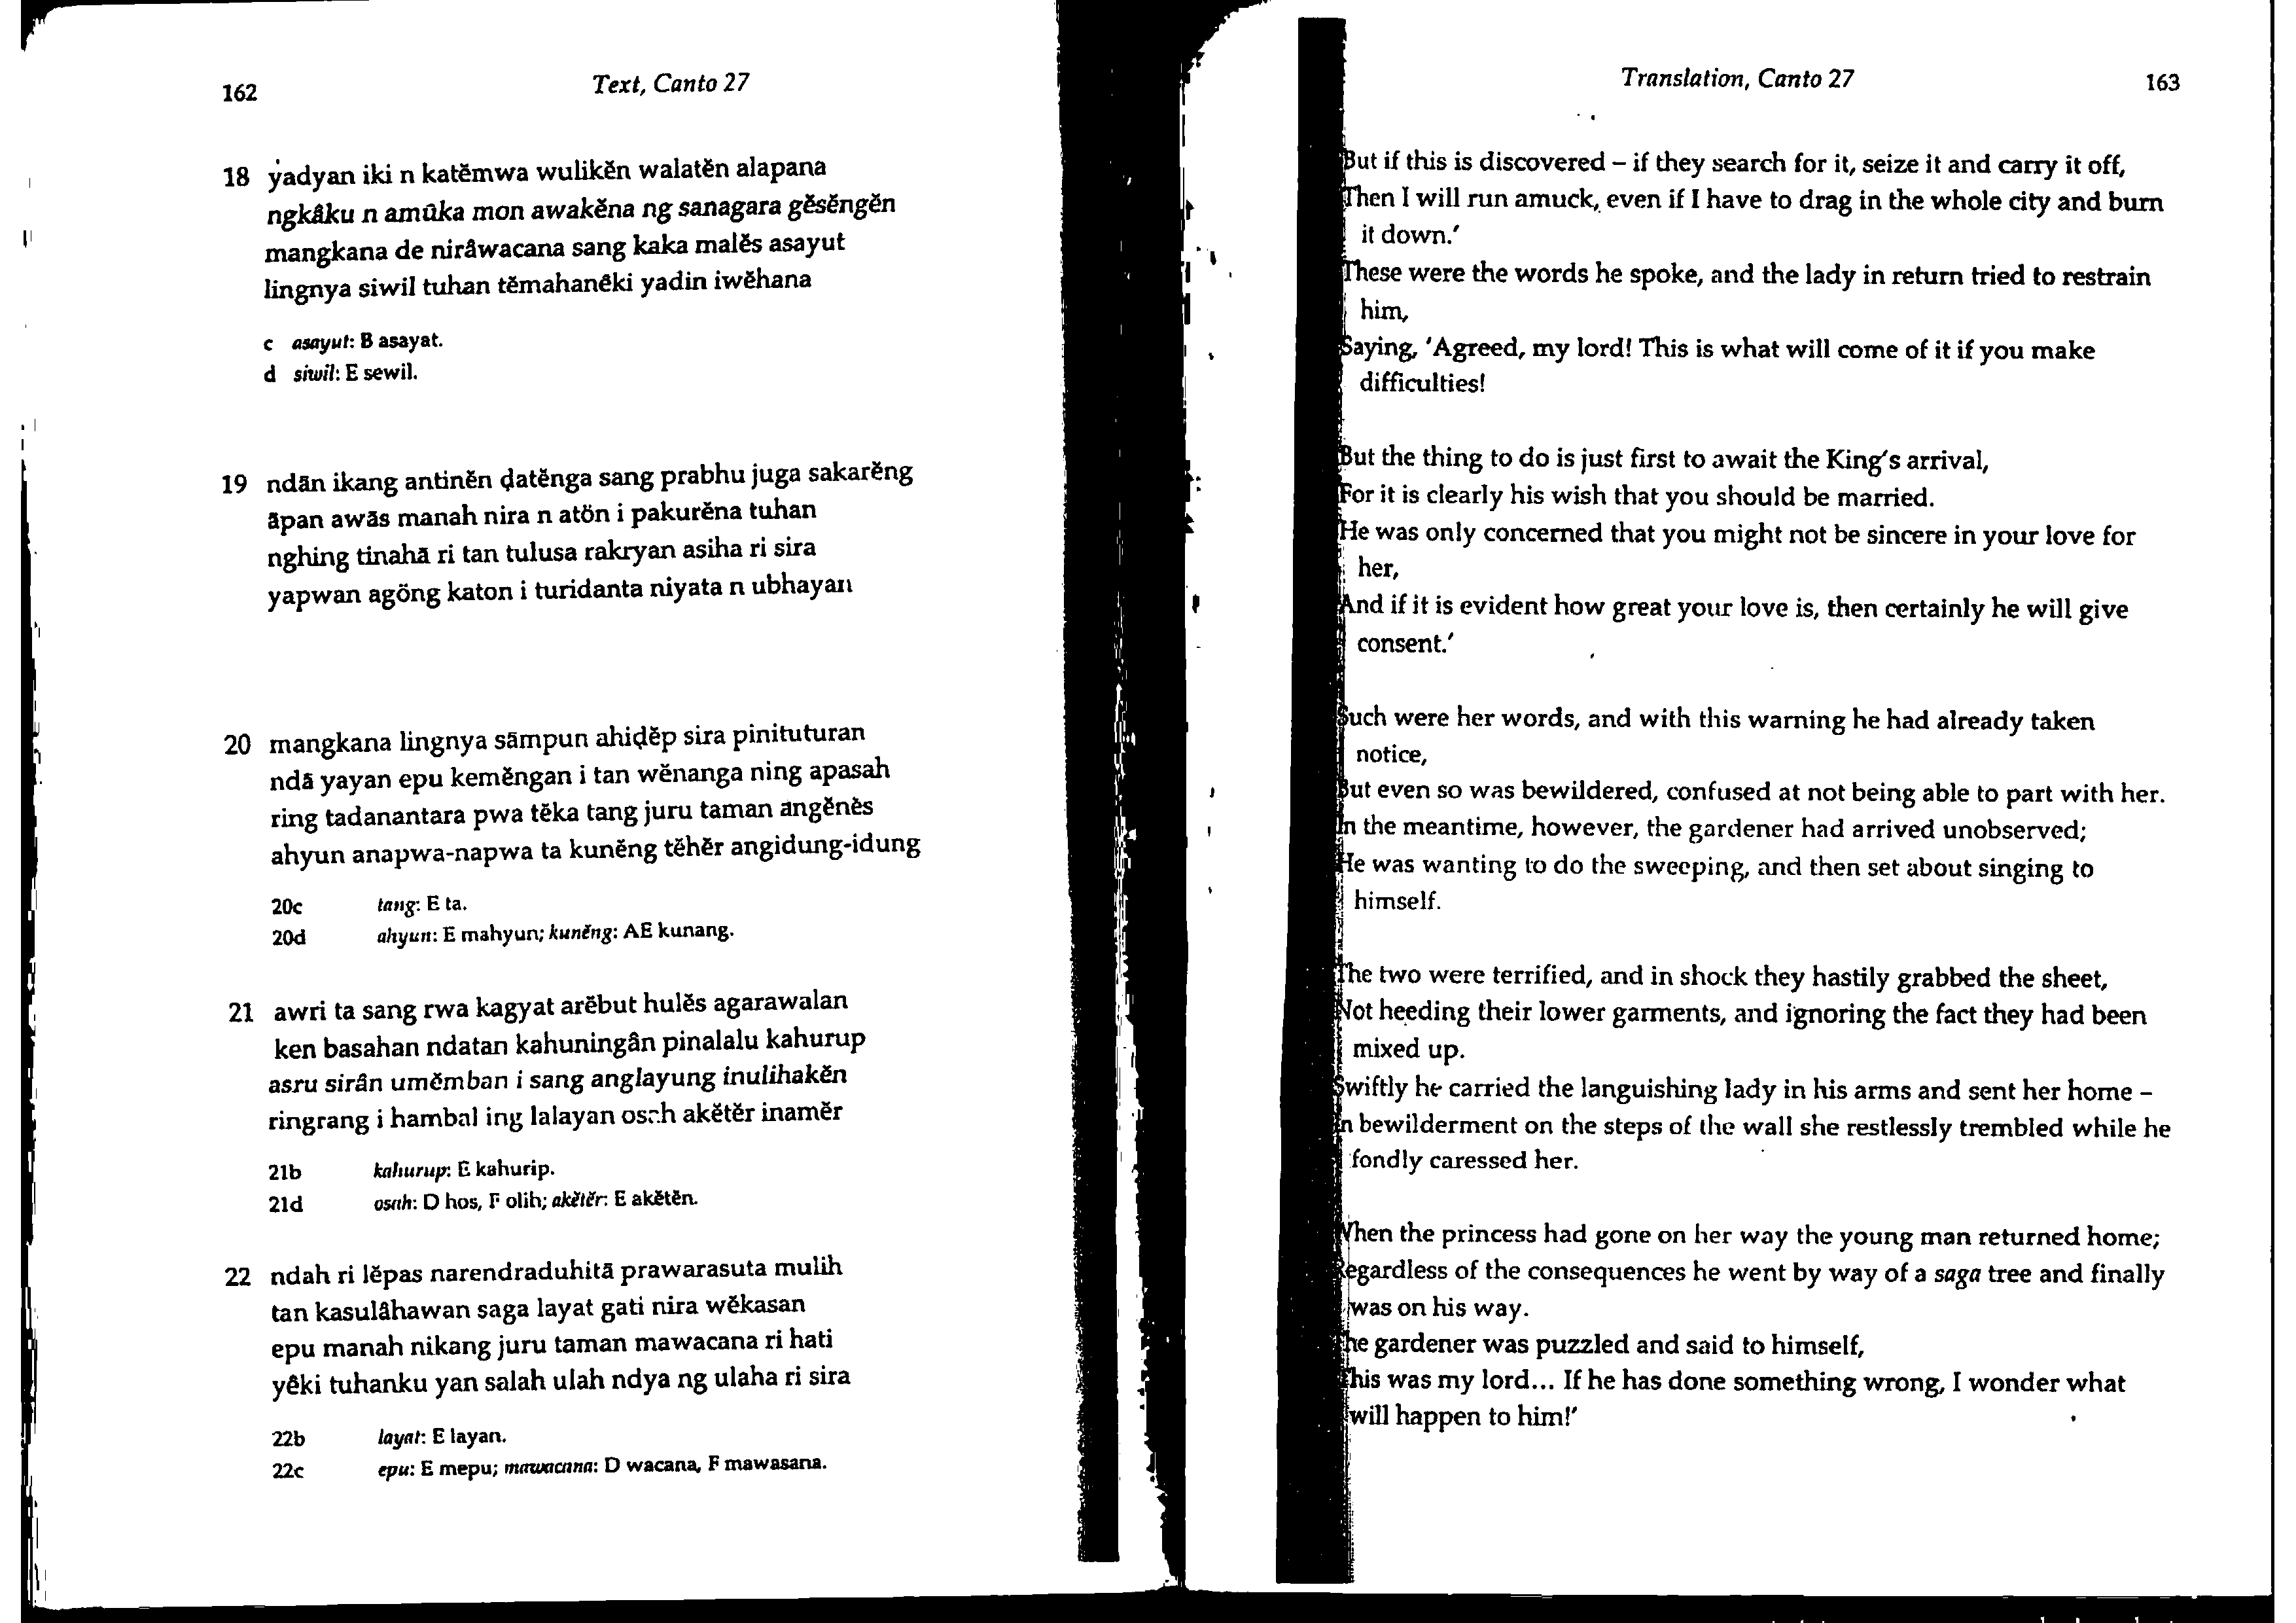 162
Text, Canto 27
18 yadyan iki n katĕmwa wulikĕn walatĕn alapana
ngkâku n amûka mon awakĕna ng sanagara gĕsĕngĕn
mangkana de nirâwacana sang kaka malĕs asayut
lingnya siwil tuhan tĕmahanêki yadin iwĕhana
c asayut: B asayat.
d siwil: E sewil.
19 ndān ikang antinĕn ḍatĕnga sang prabhu juga sakarĕng
āpan awās manah nira n atön i pakurĕna tuhan
nghing tinahā ri tan tulusa rakryan asiha ri sira
yapwan agöng katon i turidanta niyata n ubhayan
20 mangkana lingnya sāmpun ahiḍĕp sira pinituturan
ndā yayan epu kemĕngan i tan wĕnanga ning apasah
ring tadanantara pwa tĕka tang juru taman angĕnĕs
ahyun anapwa-napwa ta kunĕng tĕhĕr angidung-idung
20c tang: E ta.
20d ahyun: E mahyun; kunĕng: AE kunang.
21 awri ta sang rwa kagyat arĕbut hulĕs agarawalan
ken basahan ndatan kahuningân pinalalu kahurup
asru sirân umĕmban i sang anglayung inulihakĕn
ringrang i hambal ing lalayan osah akĕtĕr inamĕr
21b kahurup: E kahurip.
21d osah: D hos, F olih; akĕtĕr: E akĕtĕn.
22 ndah ri lĕpas narendraduhitā prawarasuta mulih
tan kasulâhawan saga layat gati nira wĕkasan
epu manah nikang juru taman mawacana ri hati
yêki tuhanku yan salah ulah ndya ng ulaha ri sira
22b layat: E layan.
22c epu: E mepu; mawacana: D wacana, F mawasana.
Translation, Canto 27
163
But if this is discovered – if they search for it, seize it and carry it off,
Then I will run amuck, even if I have to drag in the whole city and burn
it down.'
These were the words he spoke, and the lady in return tried to restrain
him,
Saying, 'Agreed, my lord! This is what will come of it if you make
difficulties!
But the thing to do is just first to await the King's arrival,
For it is clearly his wish that you should be married.
He was only concerned that you might not be sincere in your love for
her,
And if it is evident how great your love is, then certainly he will give
consent.'
Such were her words, and with this warning he had already taken
notice,
But even so was bewildered, confused at not being able to part with her.
In the meantime, however, the gardener had arrived unobserved;
He was wanting to do the sweeping, and then set about singing to
himself.
The two were terrified, and in shock they hastily grabbed the sheet,
Not heeding their lower garments, and ignoring the fact they had been
mixed up.
Swiftly he carried the languishing lady in his arms and sent her home –
In bewilderment on the steps of the wall she restlessly trembled while he
fondly caressed her.
When the princess had gone on her way the young man returned home;
Regardless of the consequences he went by way of a saga tree and finally
was on his way.
The gardener was puzzled and said to himself,
'This was my lord... If he has done something wrong, I wonder what
will happen to him!'